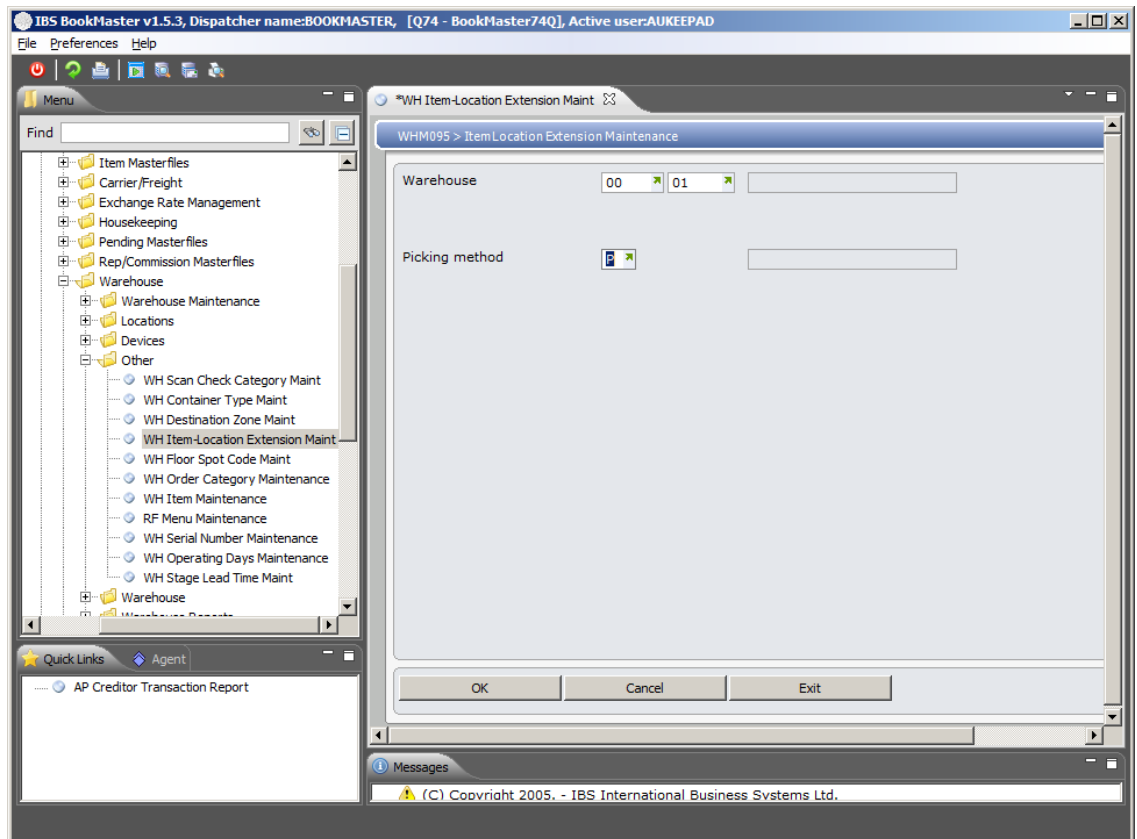 IBS BookMaster v1.5.3, Dispatcher name:BOOKMASTER, [Q74 - BookMaster74Q], Active user:AUKEEPAD
File Preferences Help
Menu
Find
Item Masterfiles
Carrier/Freight
Exchange Rate Management
Housekeeping
Pending Masterfiles
Rep/Commission Masterfiles
Warehouse
Warehouse Maintenance
Locations
Devices
Other
WH Scan Check Category Maint
WH Container Type Maint
WH Destination Zone Maint
WH Item-Location Extension Maint
WH Floor Spot Code Maint
WH Order Category Maintenance
WH Item Maintenance
RF Menu Maintenance
WH Serial Number Maintenance
WH Operating Days Maintenance
WH Stage Lead Time Maint
Warehouse
Warehouse Reports
Quick Links Agent
AP Creditor Transaction Report
*WH Item-Location Extension Maint
WHM095 > Item Location Extension Maintenance
Warehouse 00 01
Picking method P
OK Cancel Exit
Messages
(C) Copyright 2005. - IBS International Business Systems Ltd.